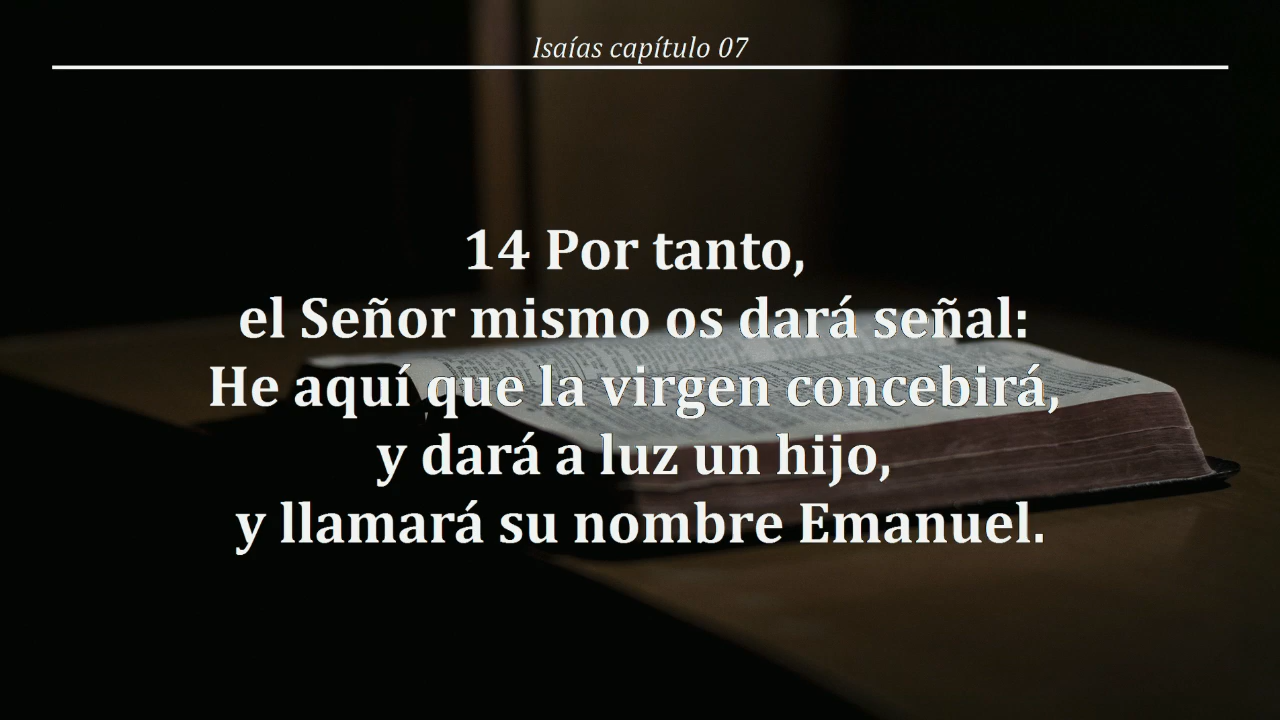 Isaías capítulo 07
14 Por tanto,
el Señor mismo os dará señal:
He aquí que la virgen concebirá,
y dará a luz un hijo,
y llamará su nombre Emanuel.